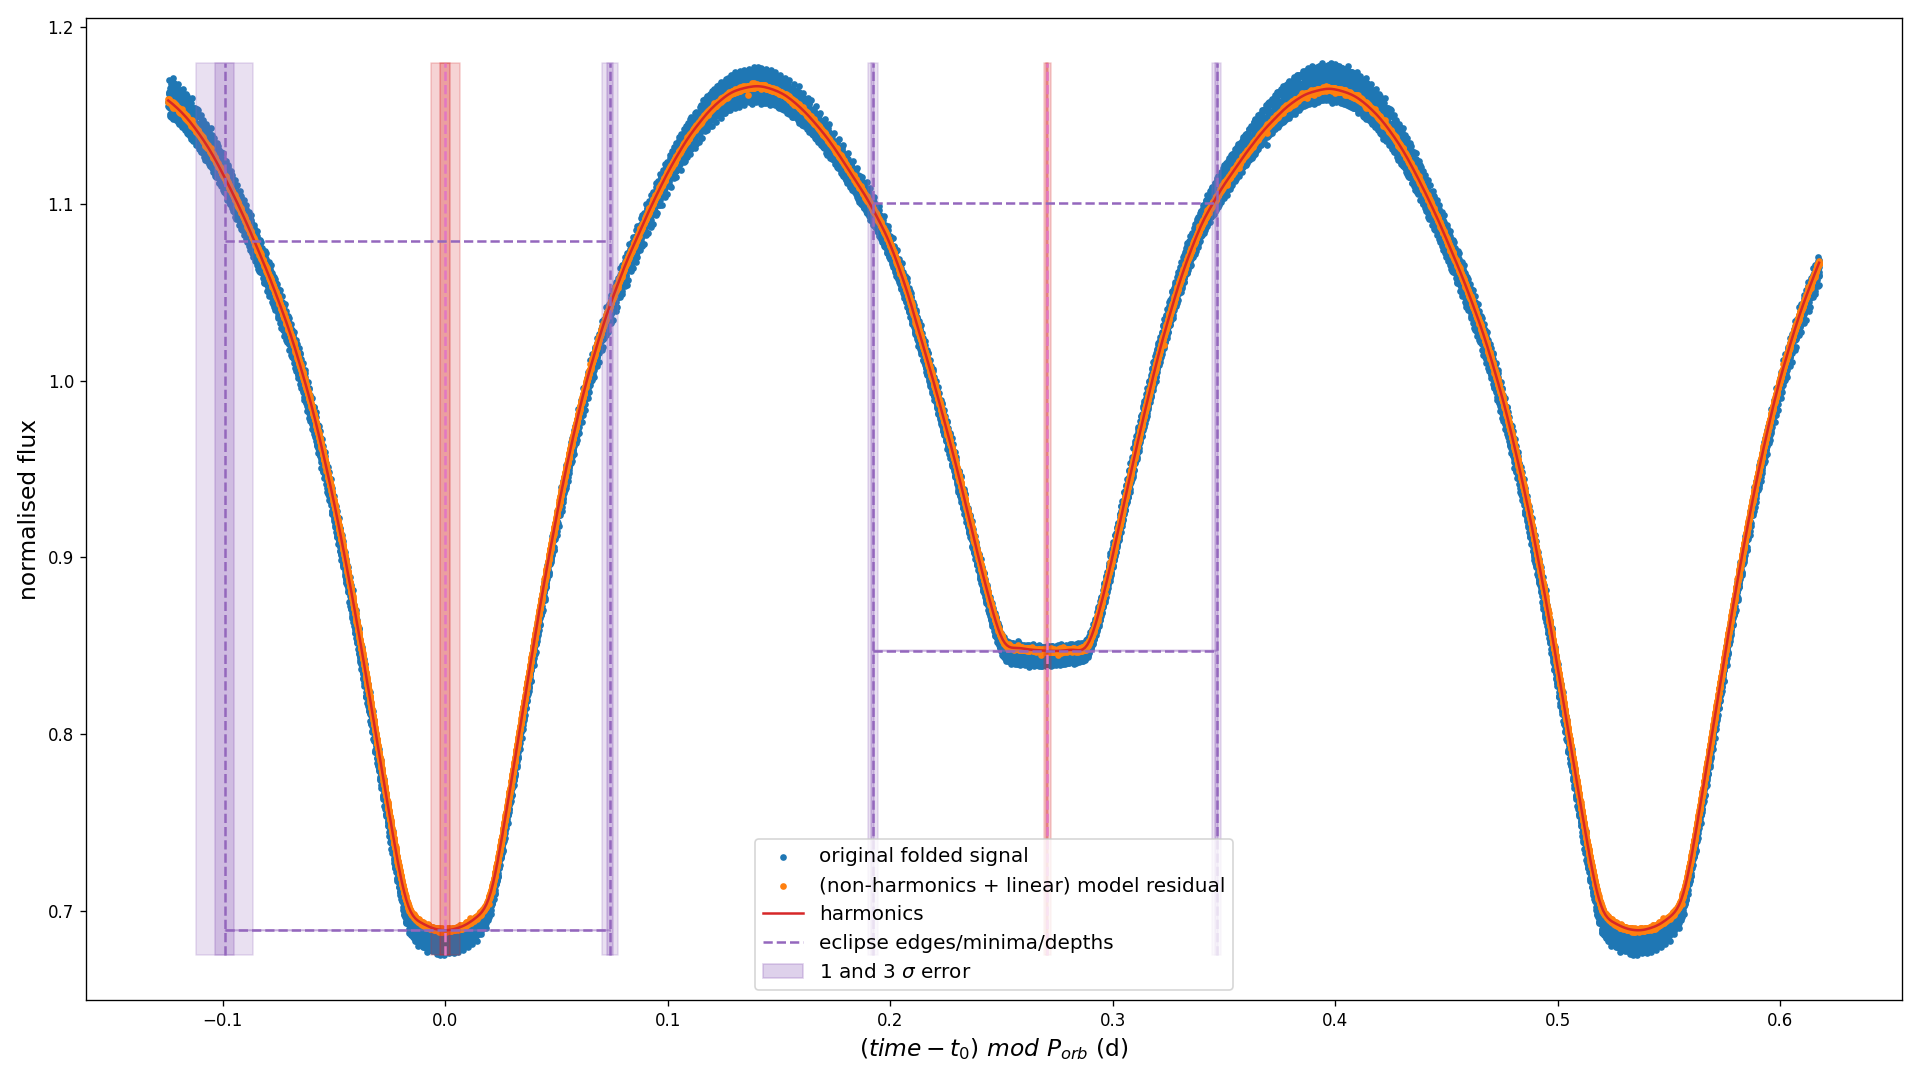 normalised flux
1.2
1.1
1.0
0.9
0.8
0.7
original folded signal
(non-harmonics + linear) model residual
harmonics
eclipse edges/minima/depths
1 and 3 σ error
−0.1 0.0 0.1 0.2 0.3 0.4 0.5 0.6
(time − t₀) mod Pₒᵣb (d)